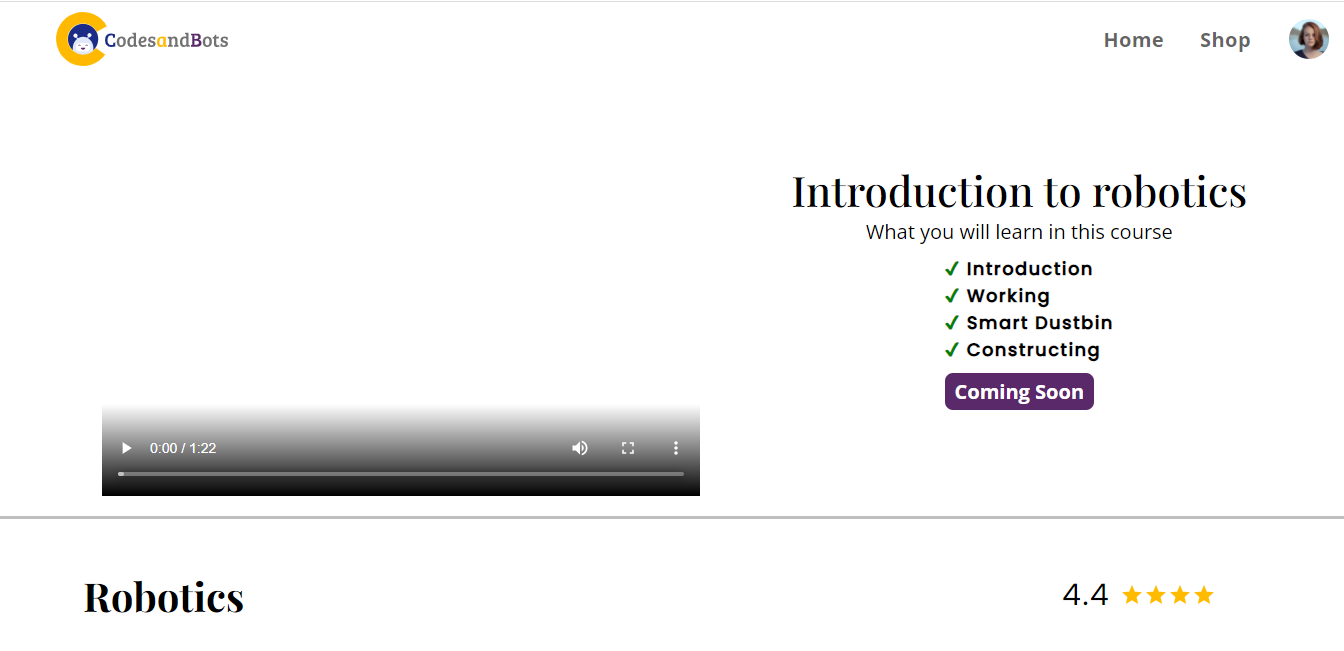 CodesandBots
Home
Shop
Introduction to robotics
What you will learn in this course
✓ Introduction
✓ Working
✓ Smart Dustbin
✓ Constructing
Coming Soon
0:00 / 1:22
Robotics
4.4